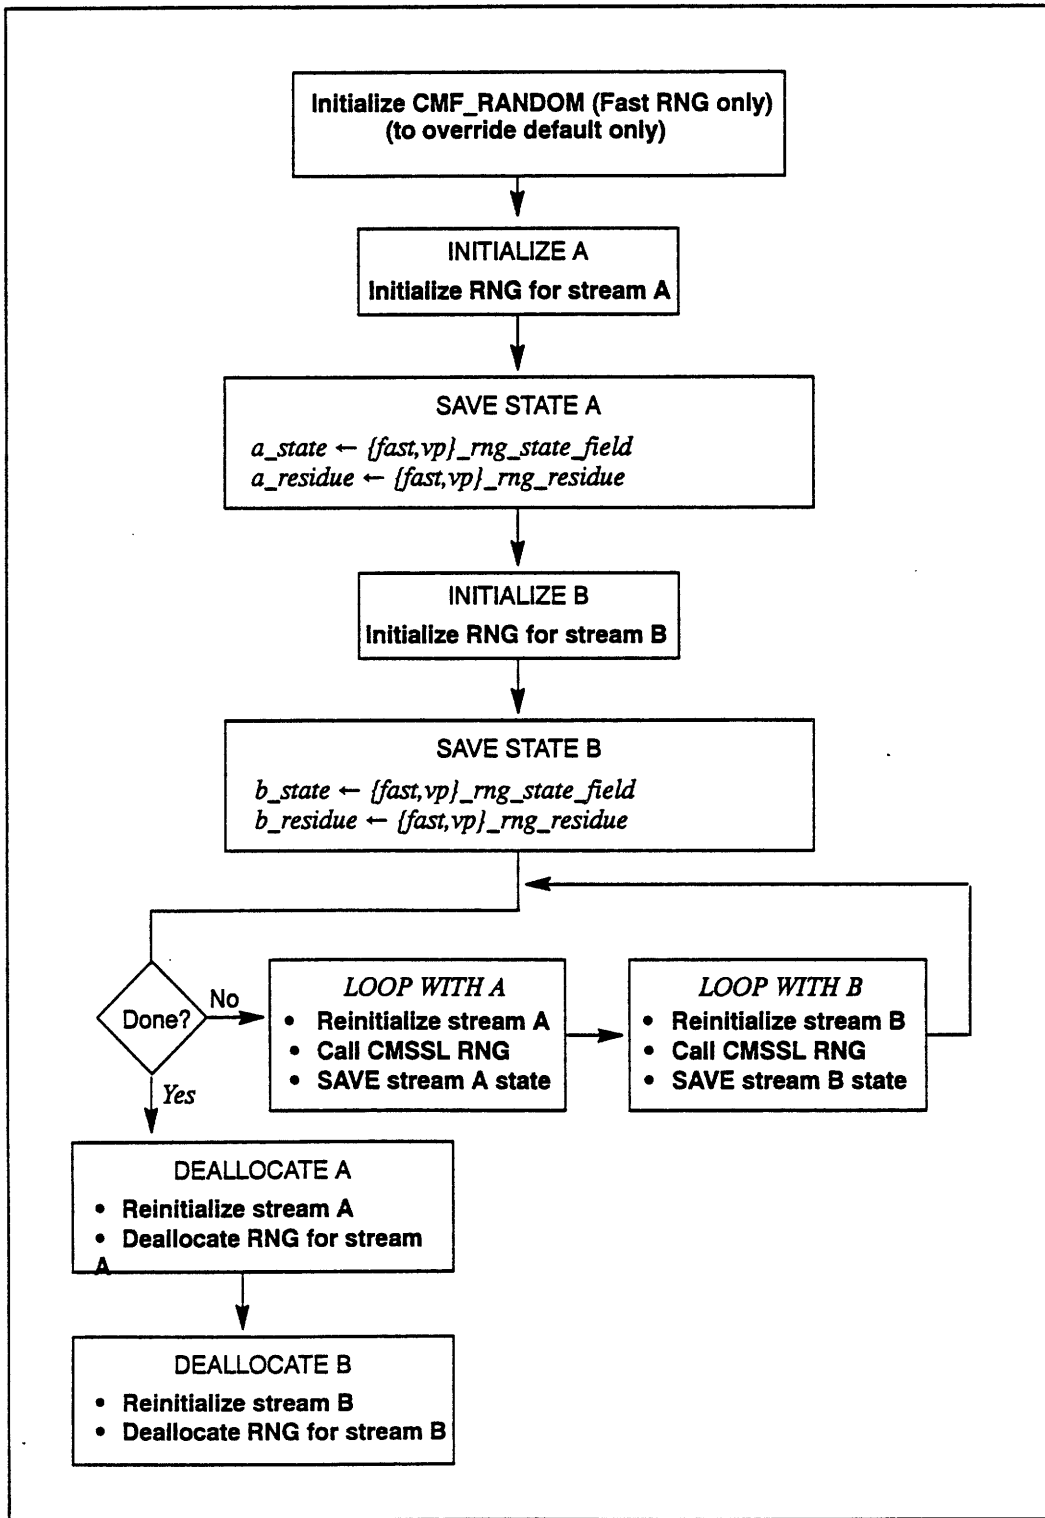 Initialize CMF_RANDOM (Fast RNG only)
(to override default only)
INITIALIZE A
Initialize RNG for stream A
SAVE STATE A
a_state ← {fast,vp}_rng_state_field
a_residue ← {fast,vp}_rng_residue
INITIALIZE B
Initialize RNG for stream B
SAVE STATE B
b_state ← {fast,vp}_rng_state_field
b_residue ← {fast,vp}_rng_residue
Done?
No
LOOP WITH A
• Reinitialize stream A
• Call CMSSL RNG
• SAVE stream A state
LOOP WITH B
• Reinitialize stream B
• Call CMSSL RNG
• SAVE stream B state
Yes
DEALLOCATE A
• Reinitialize stream A
• Deallocate RNG for stream
A
DEALLOCATE B
• Reinitialize stream B
• Deallocate RNG for stream B